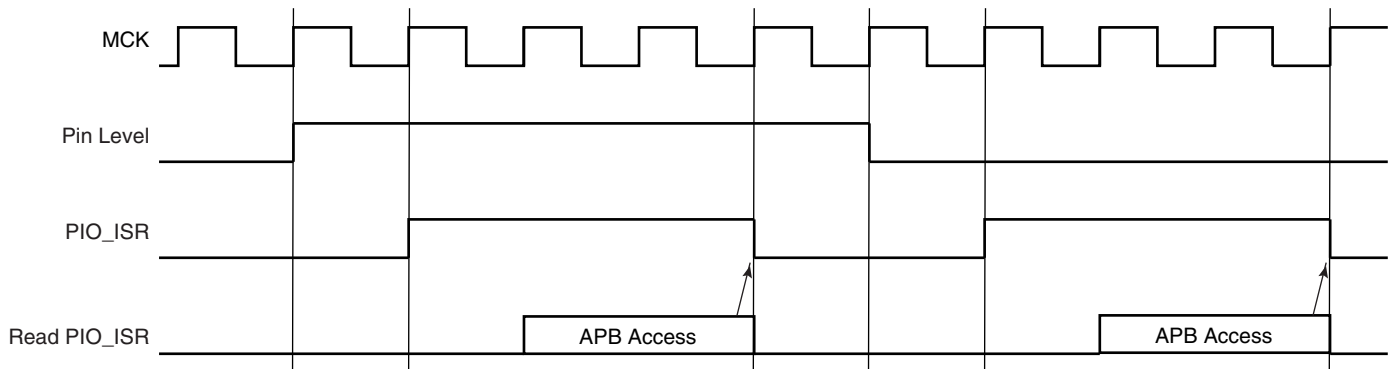 MCK
Pin Level
PIO_ISR
Read PIO_ISR
APB Access
APB Access